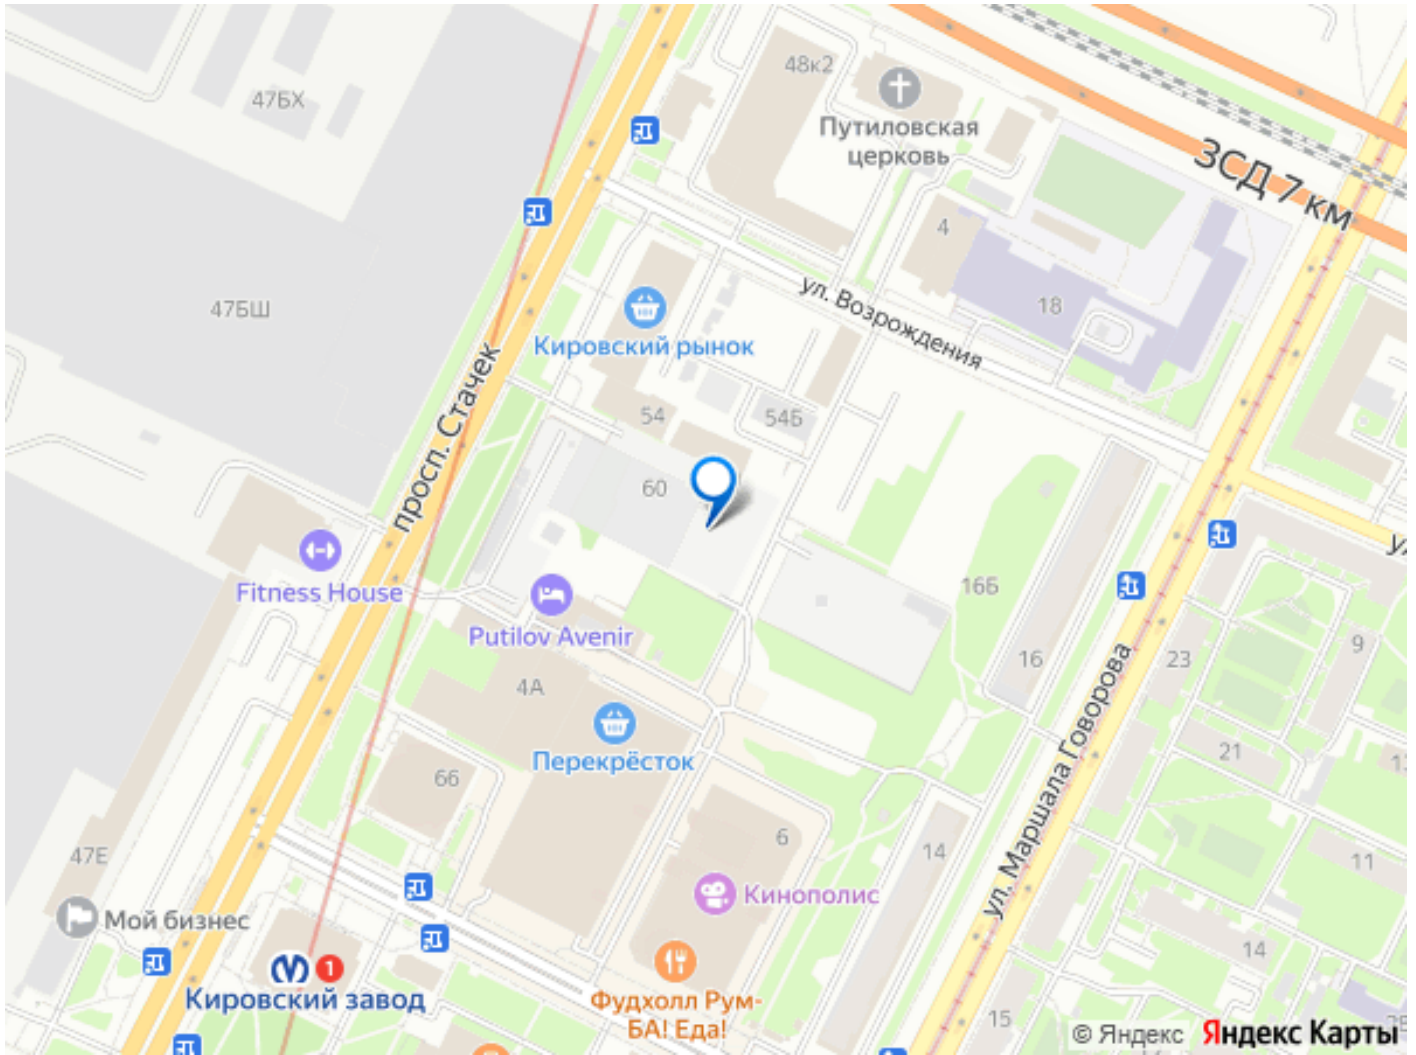 48к2
47БХ
Путиловская
церковь
ЗСД 7 км
4
18
47БШ
ул. Возрождения
Кировский рынок
просп. Стачек
54
54Б
60
Fitness House
Putilov Avenir
16Б
16
23
9
4А
21
Перекрёсток
66
ул. Маршала Говорова
6
14
11
47Е
Кинополис
Мой бизнес
14
1
Кировский завод
Фудхолл Рум-
БА! Еда!
15
© Яндекс Яндекс Карты